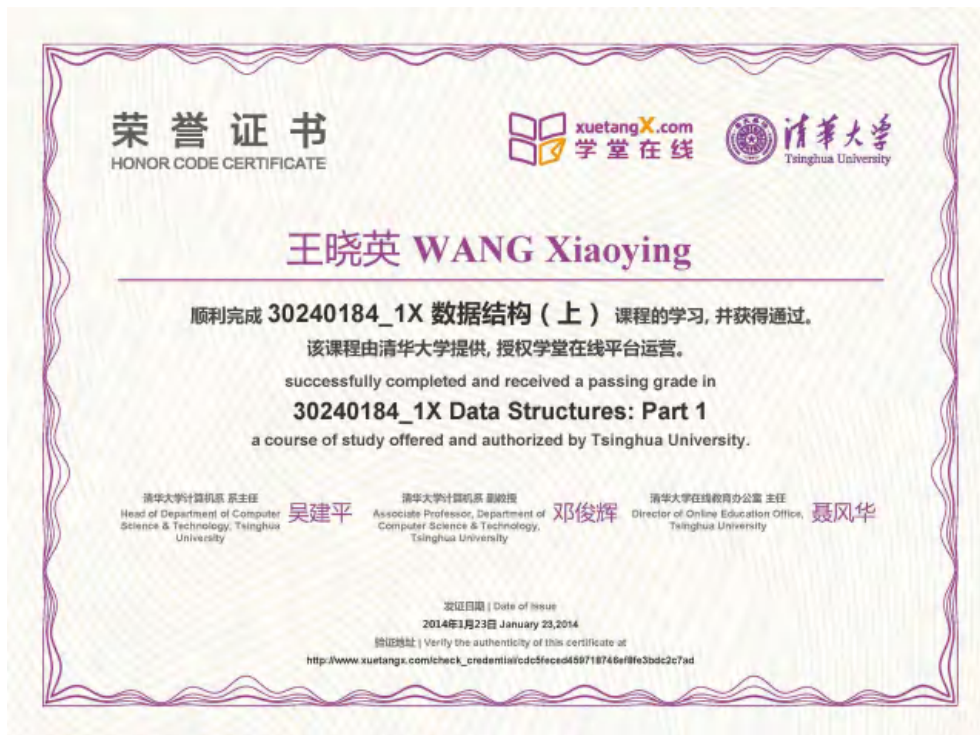 荣誉证书
HONOR CODE CERTIFICATE
xuetangX.com
学堂在线
清华大学
Tsinghua University
王晓英 WANG Xiaoying
顺利完成 30240184_1X 数据结构（上） 课程的学习, 并获得通过。
该课程由清华大学提供, 授权学堂在线平台运营。
successfully completed and received a passing grade in
30240184_1X Data Structures: Part 1
a course of study offered and authorized by Tsinghua University.
清华大学计算机系 系主任
Head of Department of Computer
Science & Technology, Tsinghua
University
吴建平
清华大学计算机系 副教授
Associate Professor, Department of
Computer Science & Technology,
Tsinghua University
邓俊辉
清华大学在线教育办公室 主任
Director of Online Education Office,
Tsinghua University
聂风华
发证日期 | Date of Issue
2014年1月23日 January 23,2014
验证地址 | Verify the authenticity of this certificate at